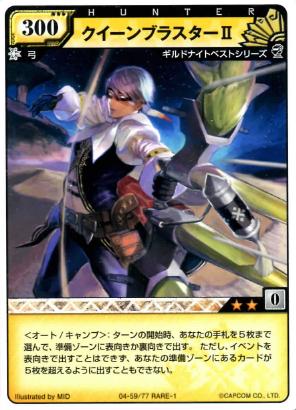 HUNTER
300
クイーンブラスターⅡ
弓
ギルドナイトベストシリーズ
★★
0
<オート / キャンプ>：ターンの開始時、あなたの手札を５枚まで
選んで、準備ゾーンに表向きか裏向きで出す。ただし、イベントを
表向きで出すことはできず、あなたの準備ゾーンにあるカードが
５枚を超えるように出すこともできない。
Illustrated by MID
04-59/77 RARE-1
©CAPCOM CO., LTD.